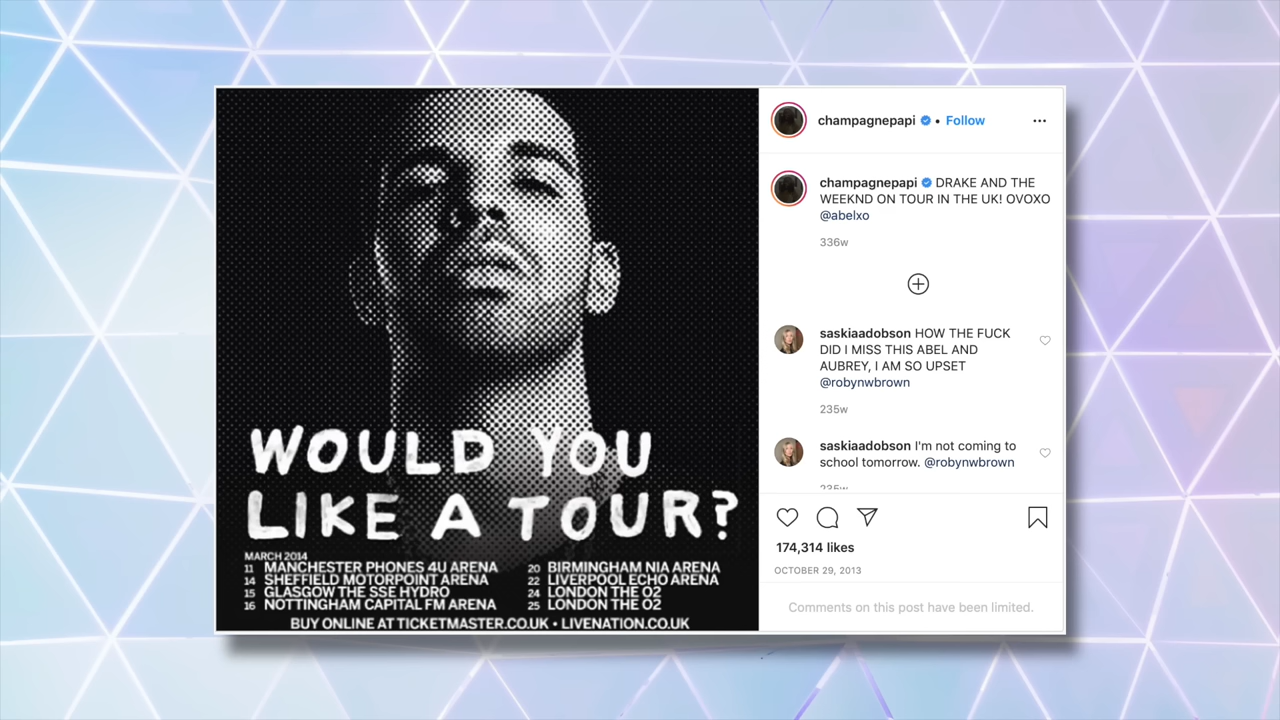 WOULD YOU
LIKE A TOUR?
MARCH 2014
11 MANCHESTER PHONES 4U ARENA
14 SHEFFIELD MOTORPOINT ARENA
15 GLASGOW THE SSE HYDRO
16 NOTTINGHAM CAPITAL FM ARENA
20 BIRMINGHAM NIA ARENA
22 LIVERPOOL ECHO ARENA
24 LONDON THE O2
25 LONDON THE O2
BUY ONLINE AT TICKETMASTER.CO.UK • LIVENATION.CO.UK
champagnepapi • Follow
champagnepapi DRAKE AND THE
WEEKND ON TOUR IN THE UK! OVOXO
@abelxo
336w
saskiaadobson HOW THE FUCK
DID I MISS THIS ABEL AND
AUBREY, I AM SO UPSET
@robynwbrown
235w
saskiaadobson I'm not coming to
school tomorrow. @robynwbrown
235w
174,314 likes
OCTOBER 29, 2013
Comments on this post have been limited.